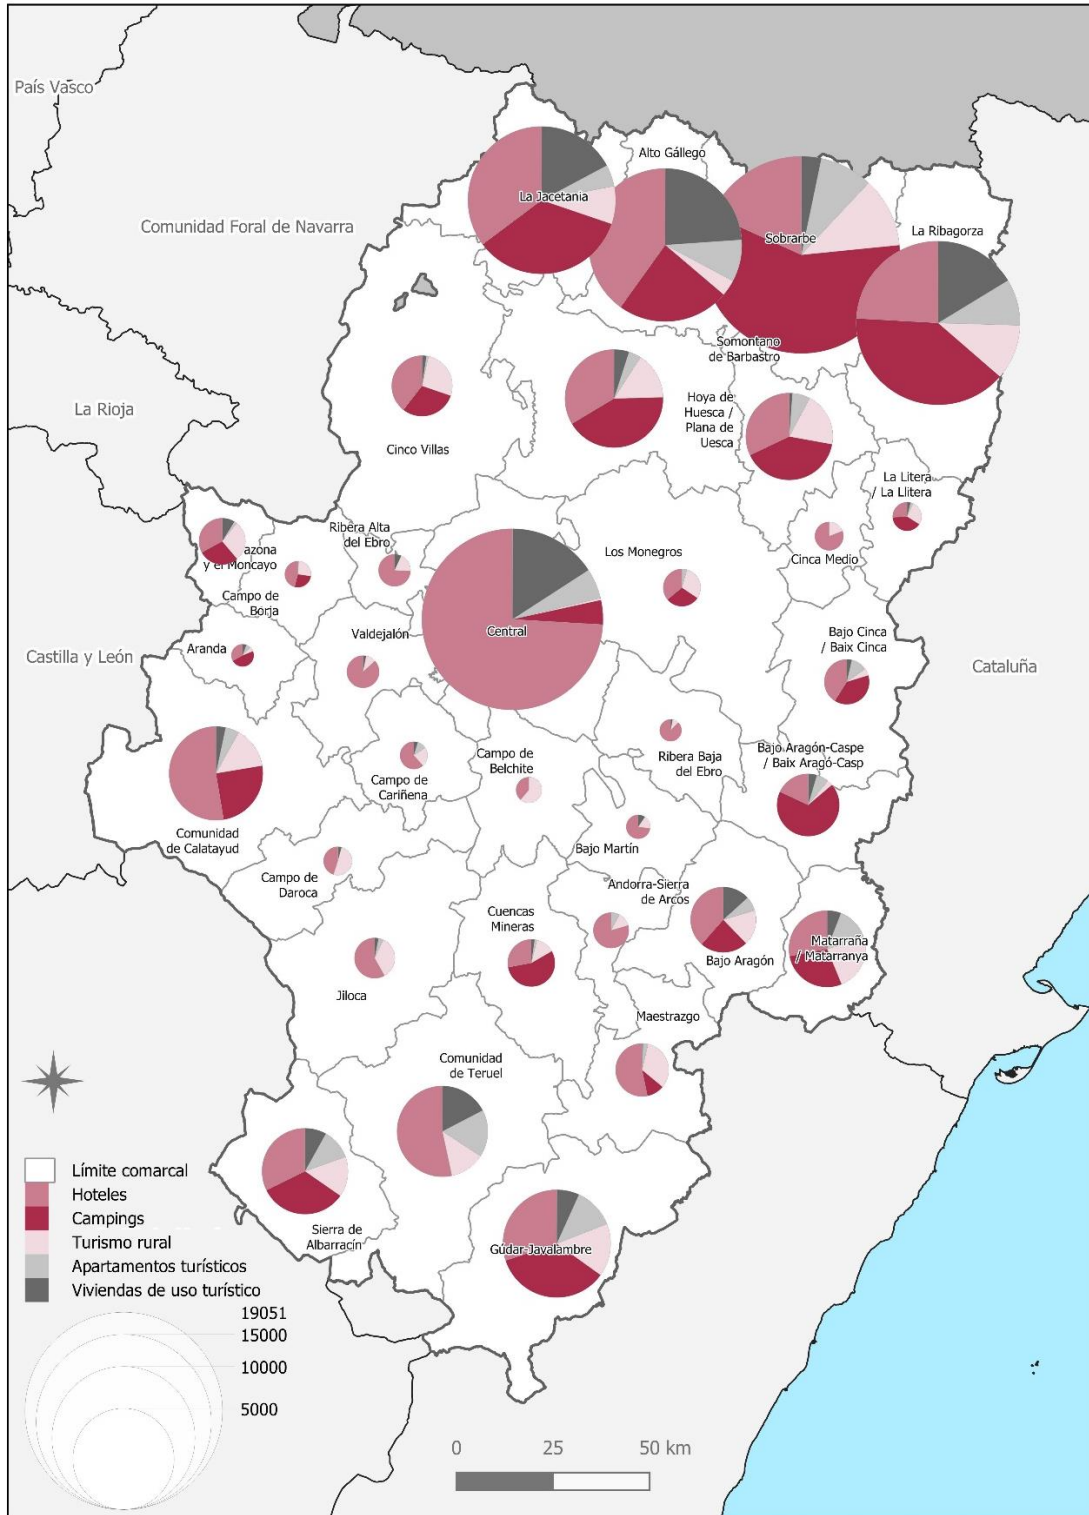 País Vasco
Comunidad Foral de Navarra
La Rioja
Castilla y León
Cataluña
Alto Gállego
La Jacetania
Sobrarbe
La Ribagorza
Somontano
de Barbastro
Hoya de
Huesca /
Plana de
Uesca
Cinco Villas
La Litera
/ La Llitera
Cinca Medio
Ribera Alta
del Ebro
Los Monegros
azona
y el Moncayo
Campo de
Borja
Central
Valdejalón
Aranda
Bajo Cinca
/ Baix Cinca
Campo de
Belchite
Ribera Baja
del Ebro
Bajo Aragón-Caspe
/ Baix Aragó-Casp
Campo de
Cariñena
Comunidad
de Calatayud
Bajo Martín
Campo de
Daroca
Andorra-Sierra
de Arcos
Cuencas
Mineras
Matarraña
/ Matarranya
Bajo Aragón
Jiloca
Maestrazgo
Comunidad
de Teruel
Sierra de
Albarracín
Gúdar-Javalambre
Límite comarcal
Hoteles
Campings
Turismo rural
Apartamentos turísticos
Viviendas de uso turístico
19051
15000
10000
5000
0 25 50 km